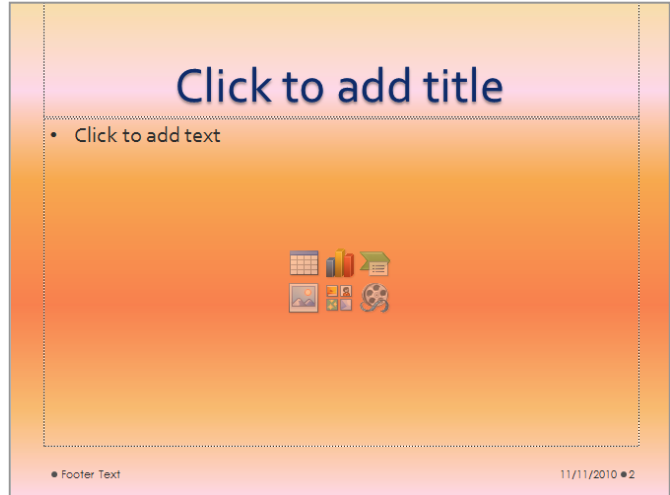 Click to add title
• Click to add text
● Footer Text
11/11/2010 ● 2